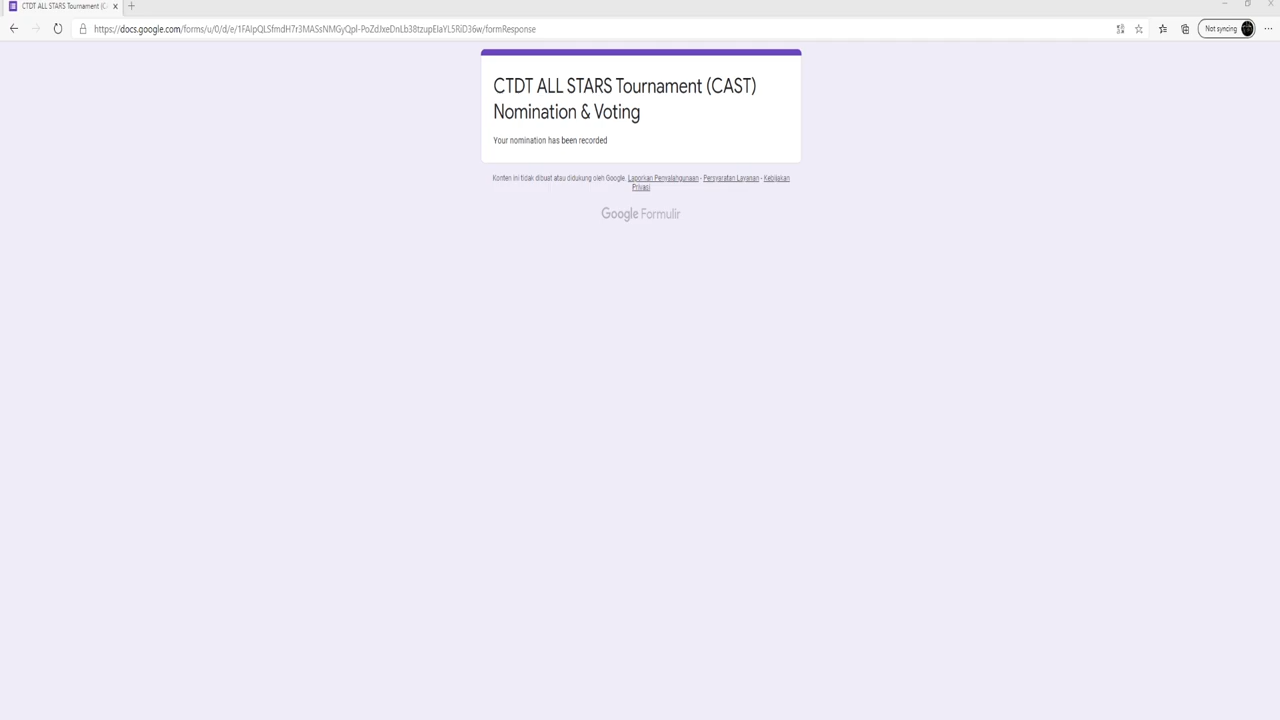 CTDT ALL STARS Tournament (C
https://docs.google.com/forms/u/0/d/e/1FAIpQLSfmdH7r3MASsNMGyQpl-PoZdJxeDnLb38tzupEIaYL5RiD36w/formResponse
Not syncing
CTDT ALL STARS Tournament (CAST)
Nomination & Voting
Your nomination has been recorded
Konten ini tidak dibuat atau didukung oleh Google. Laporkan Penyalahgunaan - Persyaratan Layanan - Kebijakan
Privasi
Google Formulir